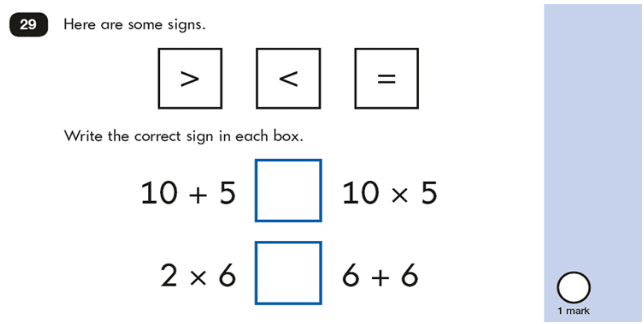 29 Here are some signs.
> < =
Write the correct sign in each box.
10 + 5 10 × 5
2 × 6 6 + 6
1 mark